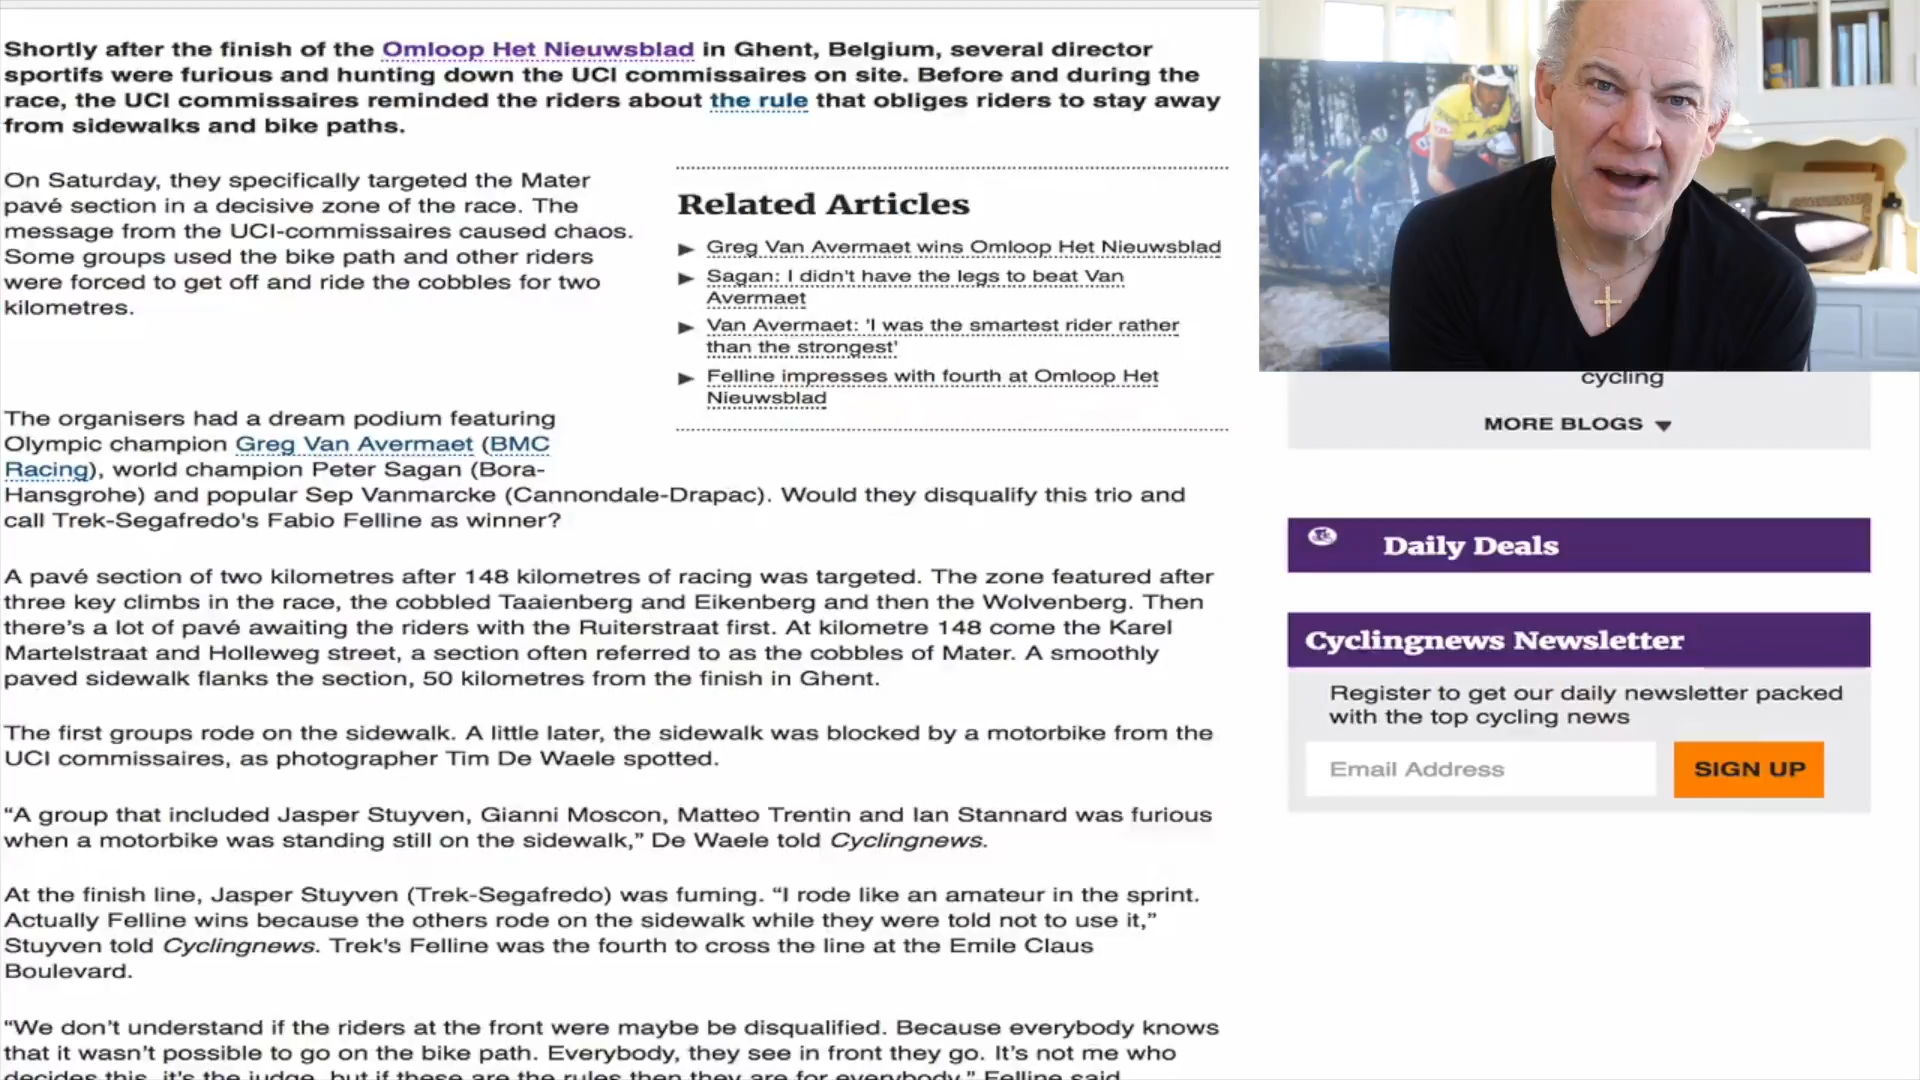 Shortly after the finish of the Omloop Het Nieuwsblad in Ghent, Belgium, several director
sportifs were furious and hunting down the UCI commissaires on site. Before and during the
race, the UCI commissaires reminded the riders about the rule that obliges riders to stay away
from sidewalks and bike paths.
On Saturday, they specifically targeted the Mater
pavé section in a decisive zone of the race. The
message from the UCI-commissaires caused chaos.
Some groups used the bike path and other riders
were forced to get off and ride the cobbles for two
kilometres.
Related Articles
Greg Van Avermaet wins Omloop Het Nieuwsblad
Sagan: I didn't have the legs to beat Van
Avermaet
Van Avermaet: 'I was the smartest rider rather
than the strongest'
Felline impresses with fourth at Omloop Het
Nieuwsblad
The organisers had a dream podium featuring
Olympic champion Greg Van Avermaet (BMC
Racing), world champion Peter Sagan (Bora-
Hansgrohe) and popular Sep Vanmarcke (Cannondale-Drapac). Would they disqualify this trio and
call Trek-Segafredo's Fabio Felline as winner?
A pavé section of two kilometres after 148 kilometres of racing was targeted. The zone featured after
three key climbs in the race, the cobbled Taaienberg and Eikenberg and then the Wolvenberg. Then
there's a lot of pavé awaiting the riders with the Ruiterstraat first. At kilometre 148 come the Karel
Martelstraat and Holleweg street, a section often referred to as the cobbles of Mater. A smoothly
paved sidewalk flanks the section, 50 kilometres from the finish in Ghent.
The first groups rode on the sidewalk. A little later, the sidewalk was blocked by a motorbike from the
UCI commissaires, as photographer Tim De Waele spotted.
“A group that included Jasper Stuyven, Gianni Moscon, Matteo Trentin and Ian Stannard was furious
when a motorbike was standing still on the sidewalk,” De Waele told Cyclingnews.
At the finish line, Jasper Stuyven (Trek-Segafredo) was fuming. “I rode like an amateur in the sprint.
Actually Felline wins because the others rode on the sidewalk while they were told not to use it,”
Stuyven told Cyclingnews. Trek's Felline was the fourth to cross the line at the Emile Claus
Boulevard.
“We don’t understand if the riders at the front were maybe be disqualified. Because everybody knows
that it wasn’t possible to go on the bike path. Everybody, they see in front they go. It’s not me who
decides this, it’s the judge, but if these are the rules then they are for everybody,” Felline said.
cycling
MORE BLOGS
Daily Deals
Cyclingnews Newsletter
Register to get our daily newsletter packed
with the top cycling news
Email Address
SIGN UP